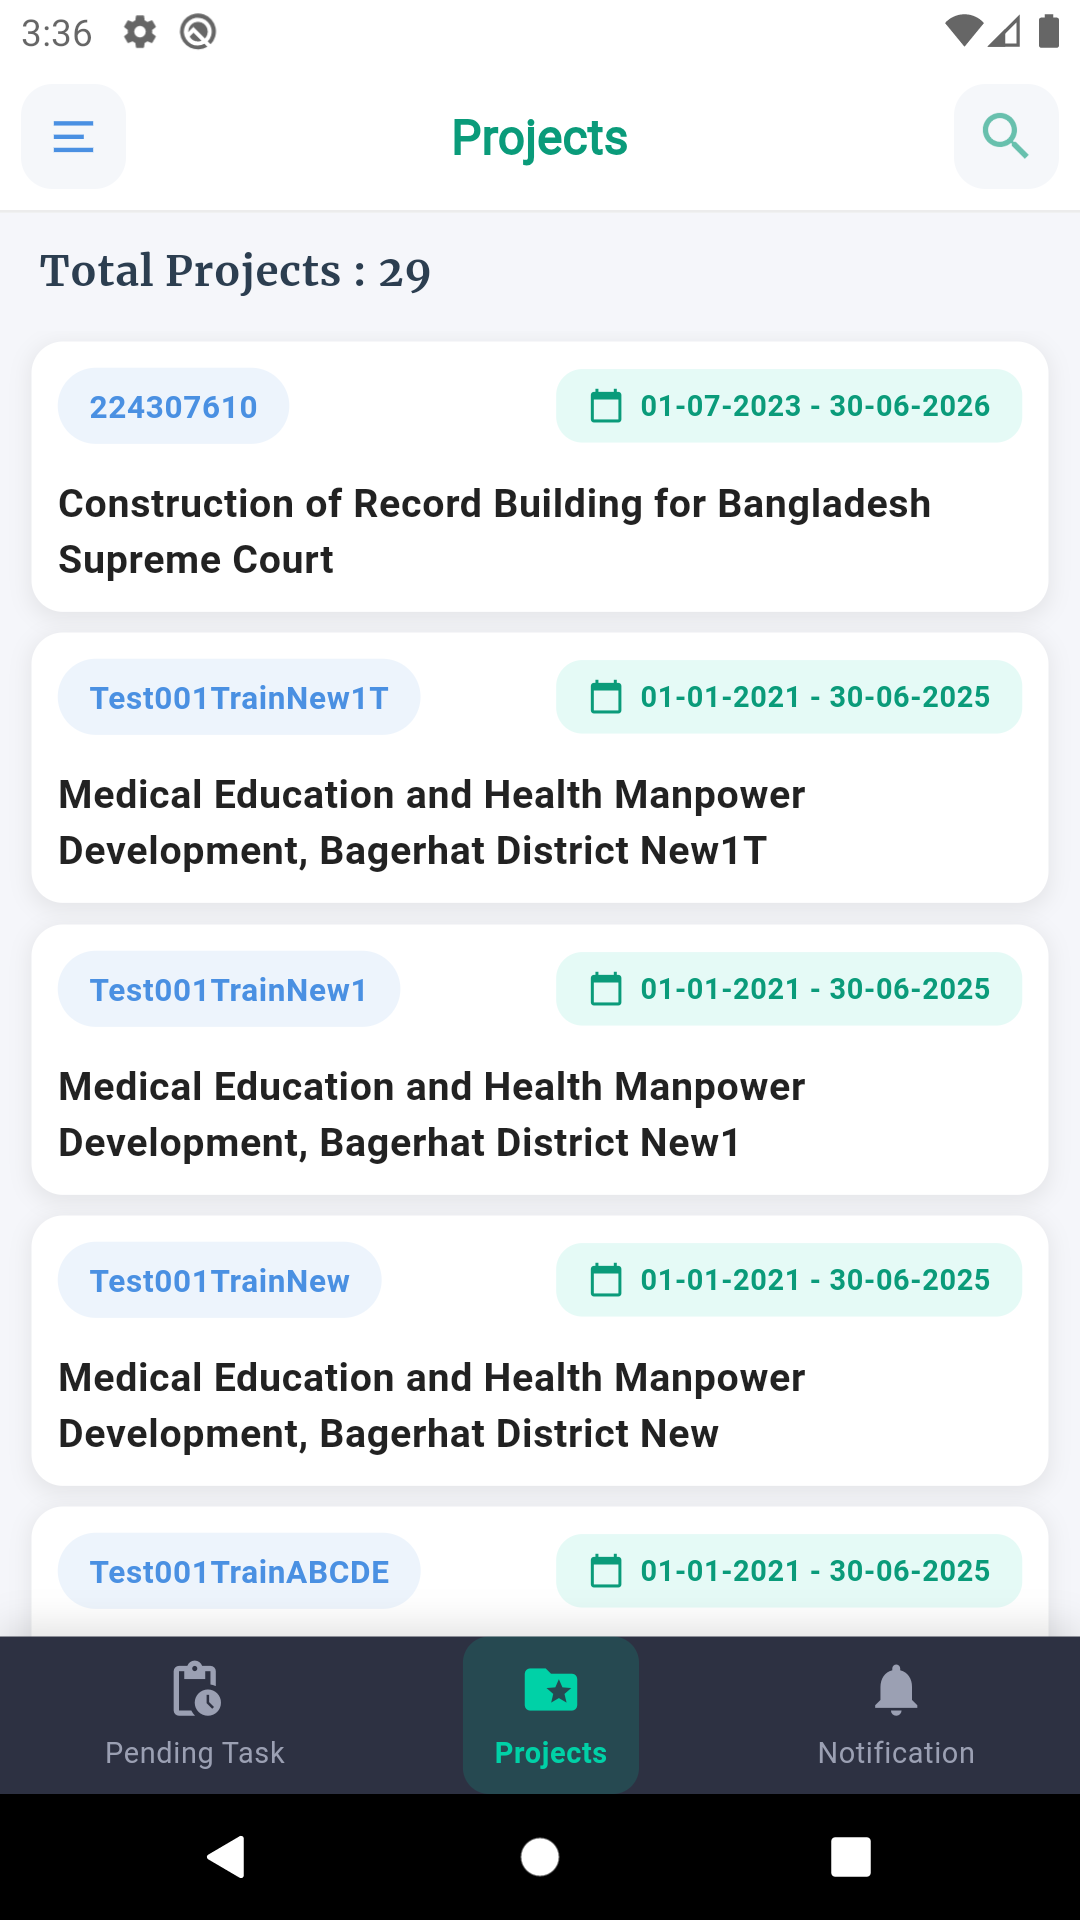 3:36
Projects
Total Projects : 29
224307610
01-07-2023 - 30-06-2026
Construction of Record Building for Bangladesh
Supreme Court
Test001TrainNew1T
01-01-2021 - 30-06-2025
Medical Education and Health Manpower
Development, Bagerhat District New1T
Test001TrainNew1
01-01-2021 - 30-06-2025
Medical Education and Health Manpower
Development, Bagerhat District New1
Test001TrainNew
01-01-2021 - 30-06-2025
Medical Education and Health Manpower
Development, Bagerhat District New
Test001TrainABCDE
01-01-2021 - 30-06-2025
Pending Task
Projects
Notification